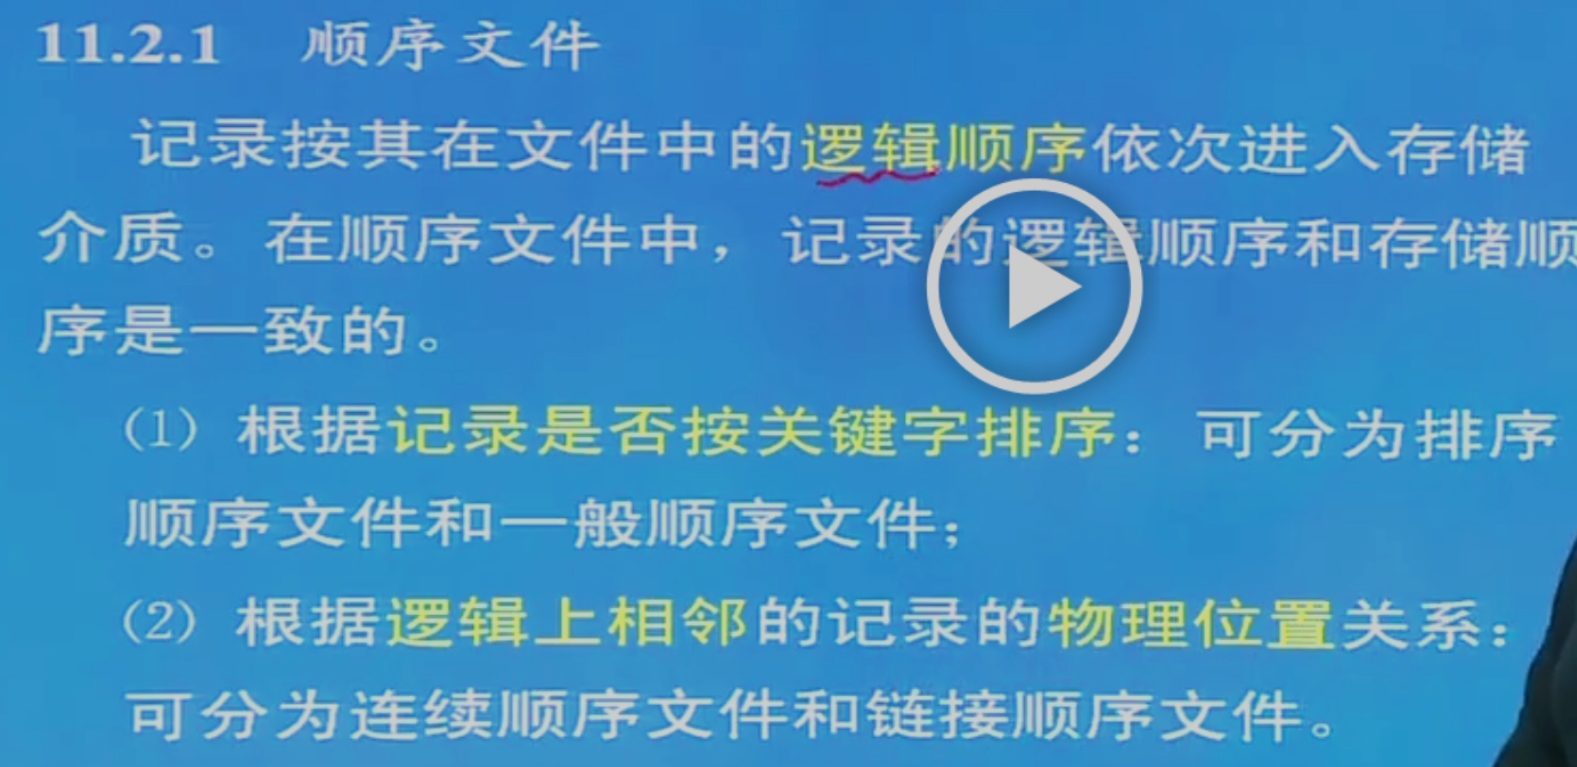 11.2.1 顺序文件
记录按其在文件中的逻辑顺序依次进入存储
介质。在顺序文件中，记录的逻辑顺序和存储顺
序是一致的。
(1) 根据记录是否按关键字排序：可分为排序
顺序文件和一般顺序文件；
(2) 根据逻辑上相邻的记录的物理位置关系：
可分为连续顺序文件和链接顺序文件。